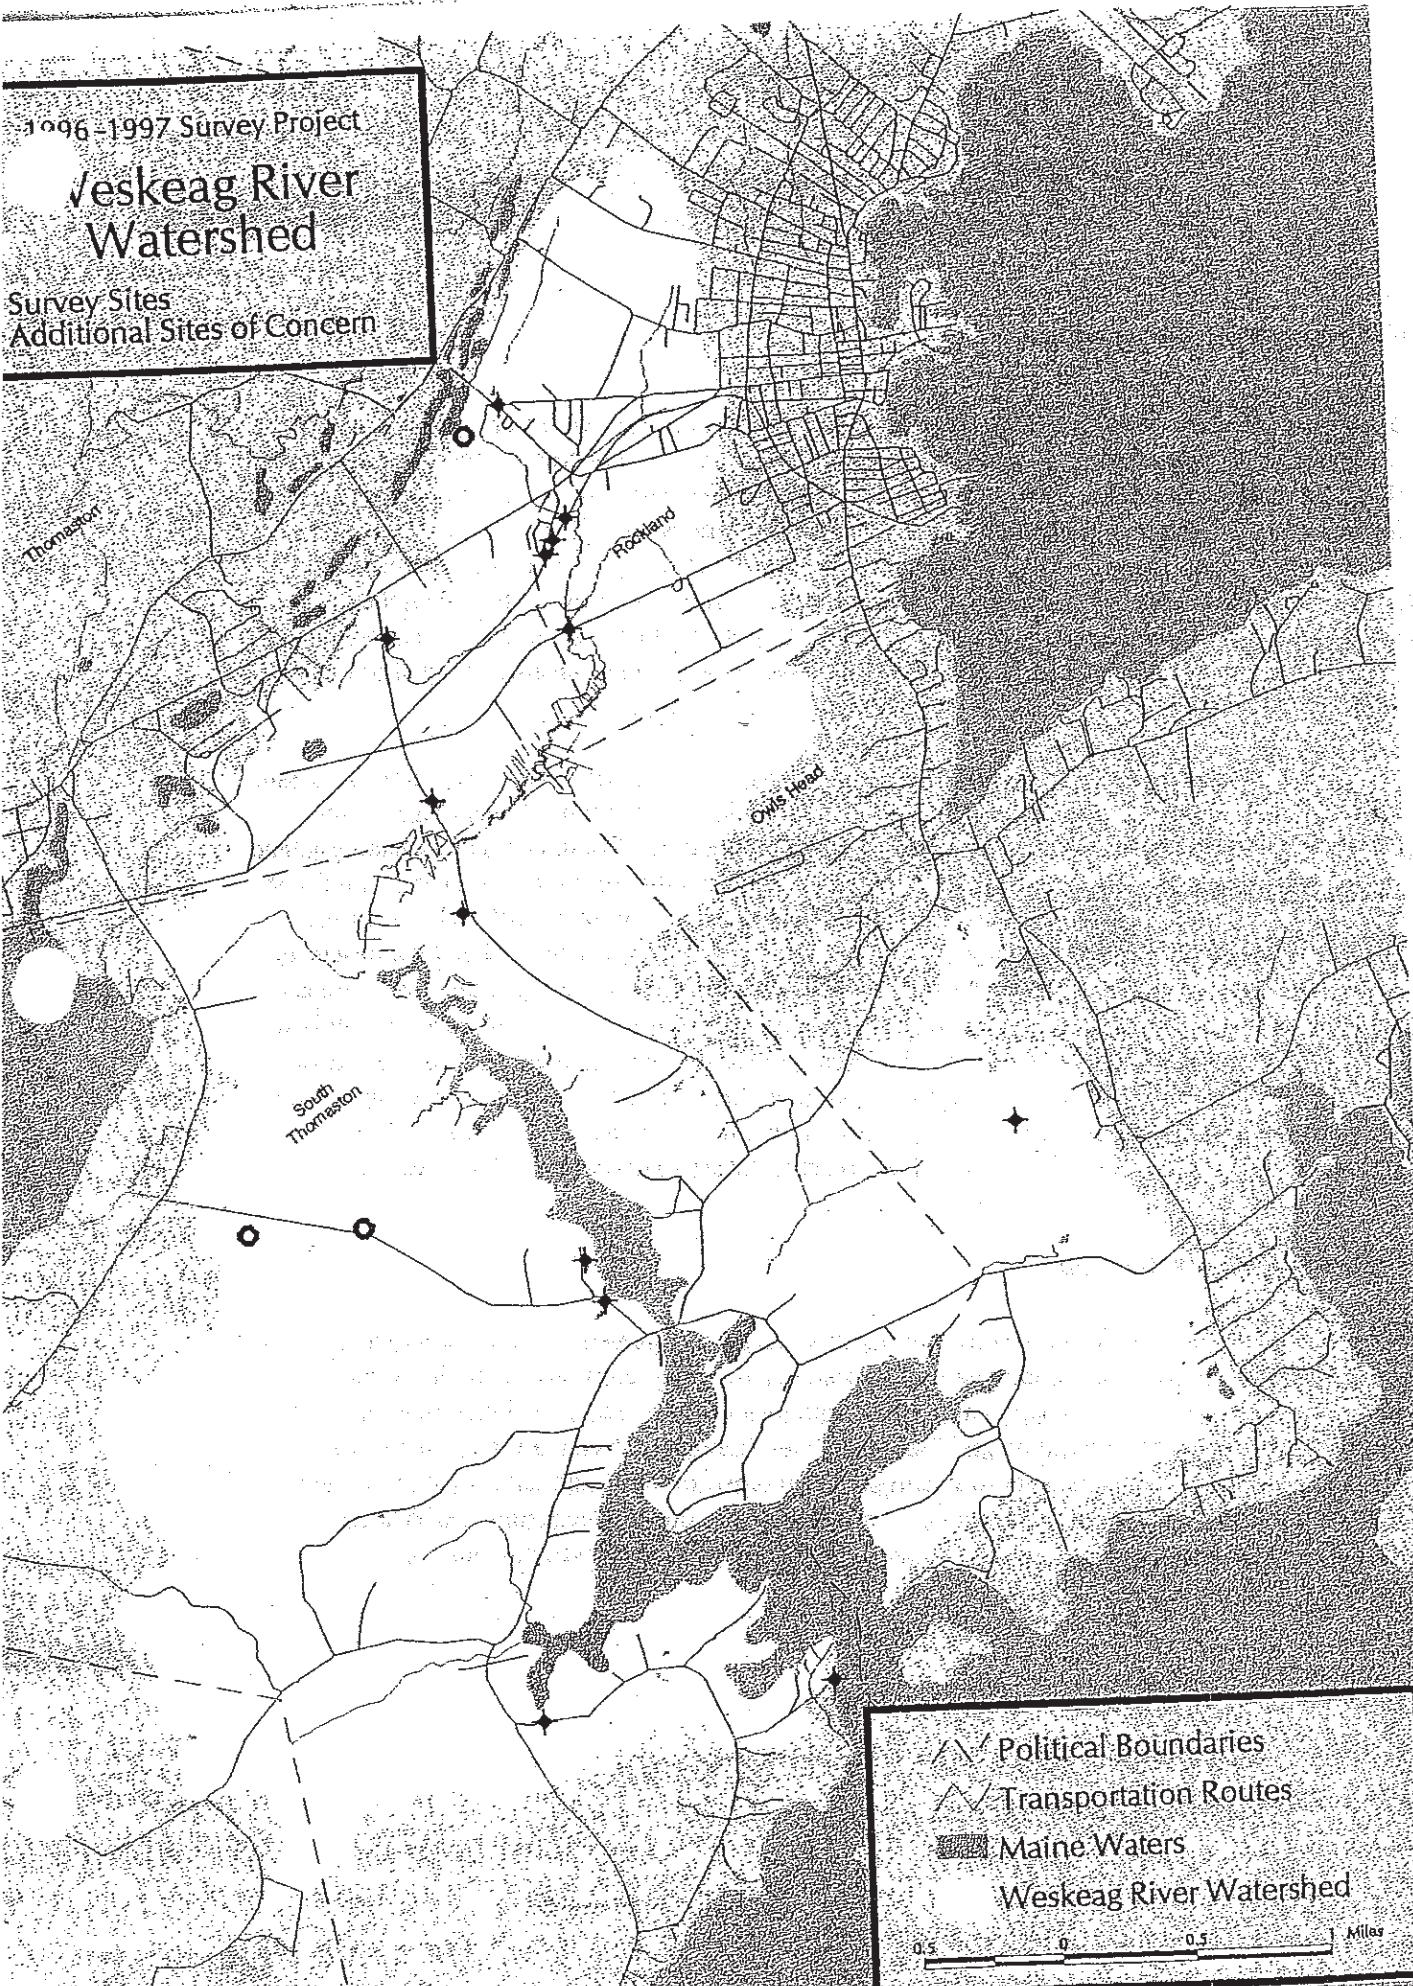 1996-1997 Survey Project
Weskeag River
Watershed
Survey Sites
Additional Sites of Concern
Thomaston
Rockland
Owls Head
South
Thomaston
Political Boundaries
Transportation Routes
Maine Waters
Weskeag River Watershed
0.5 0 0.5 1 Miles